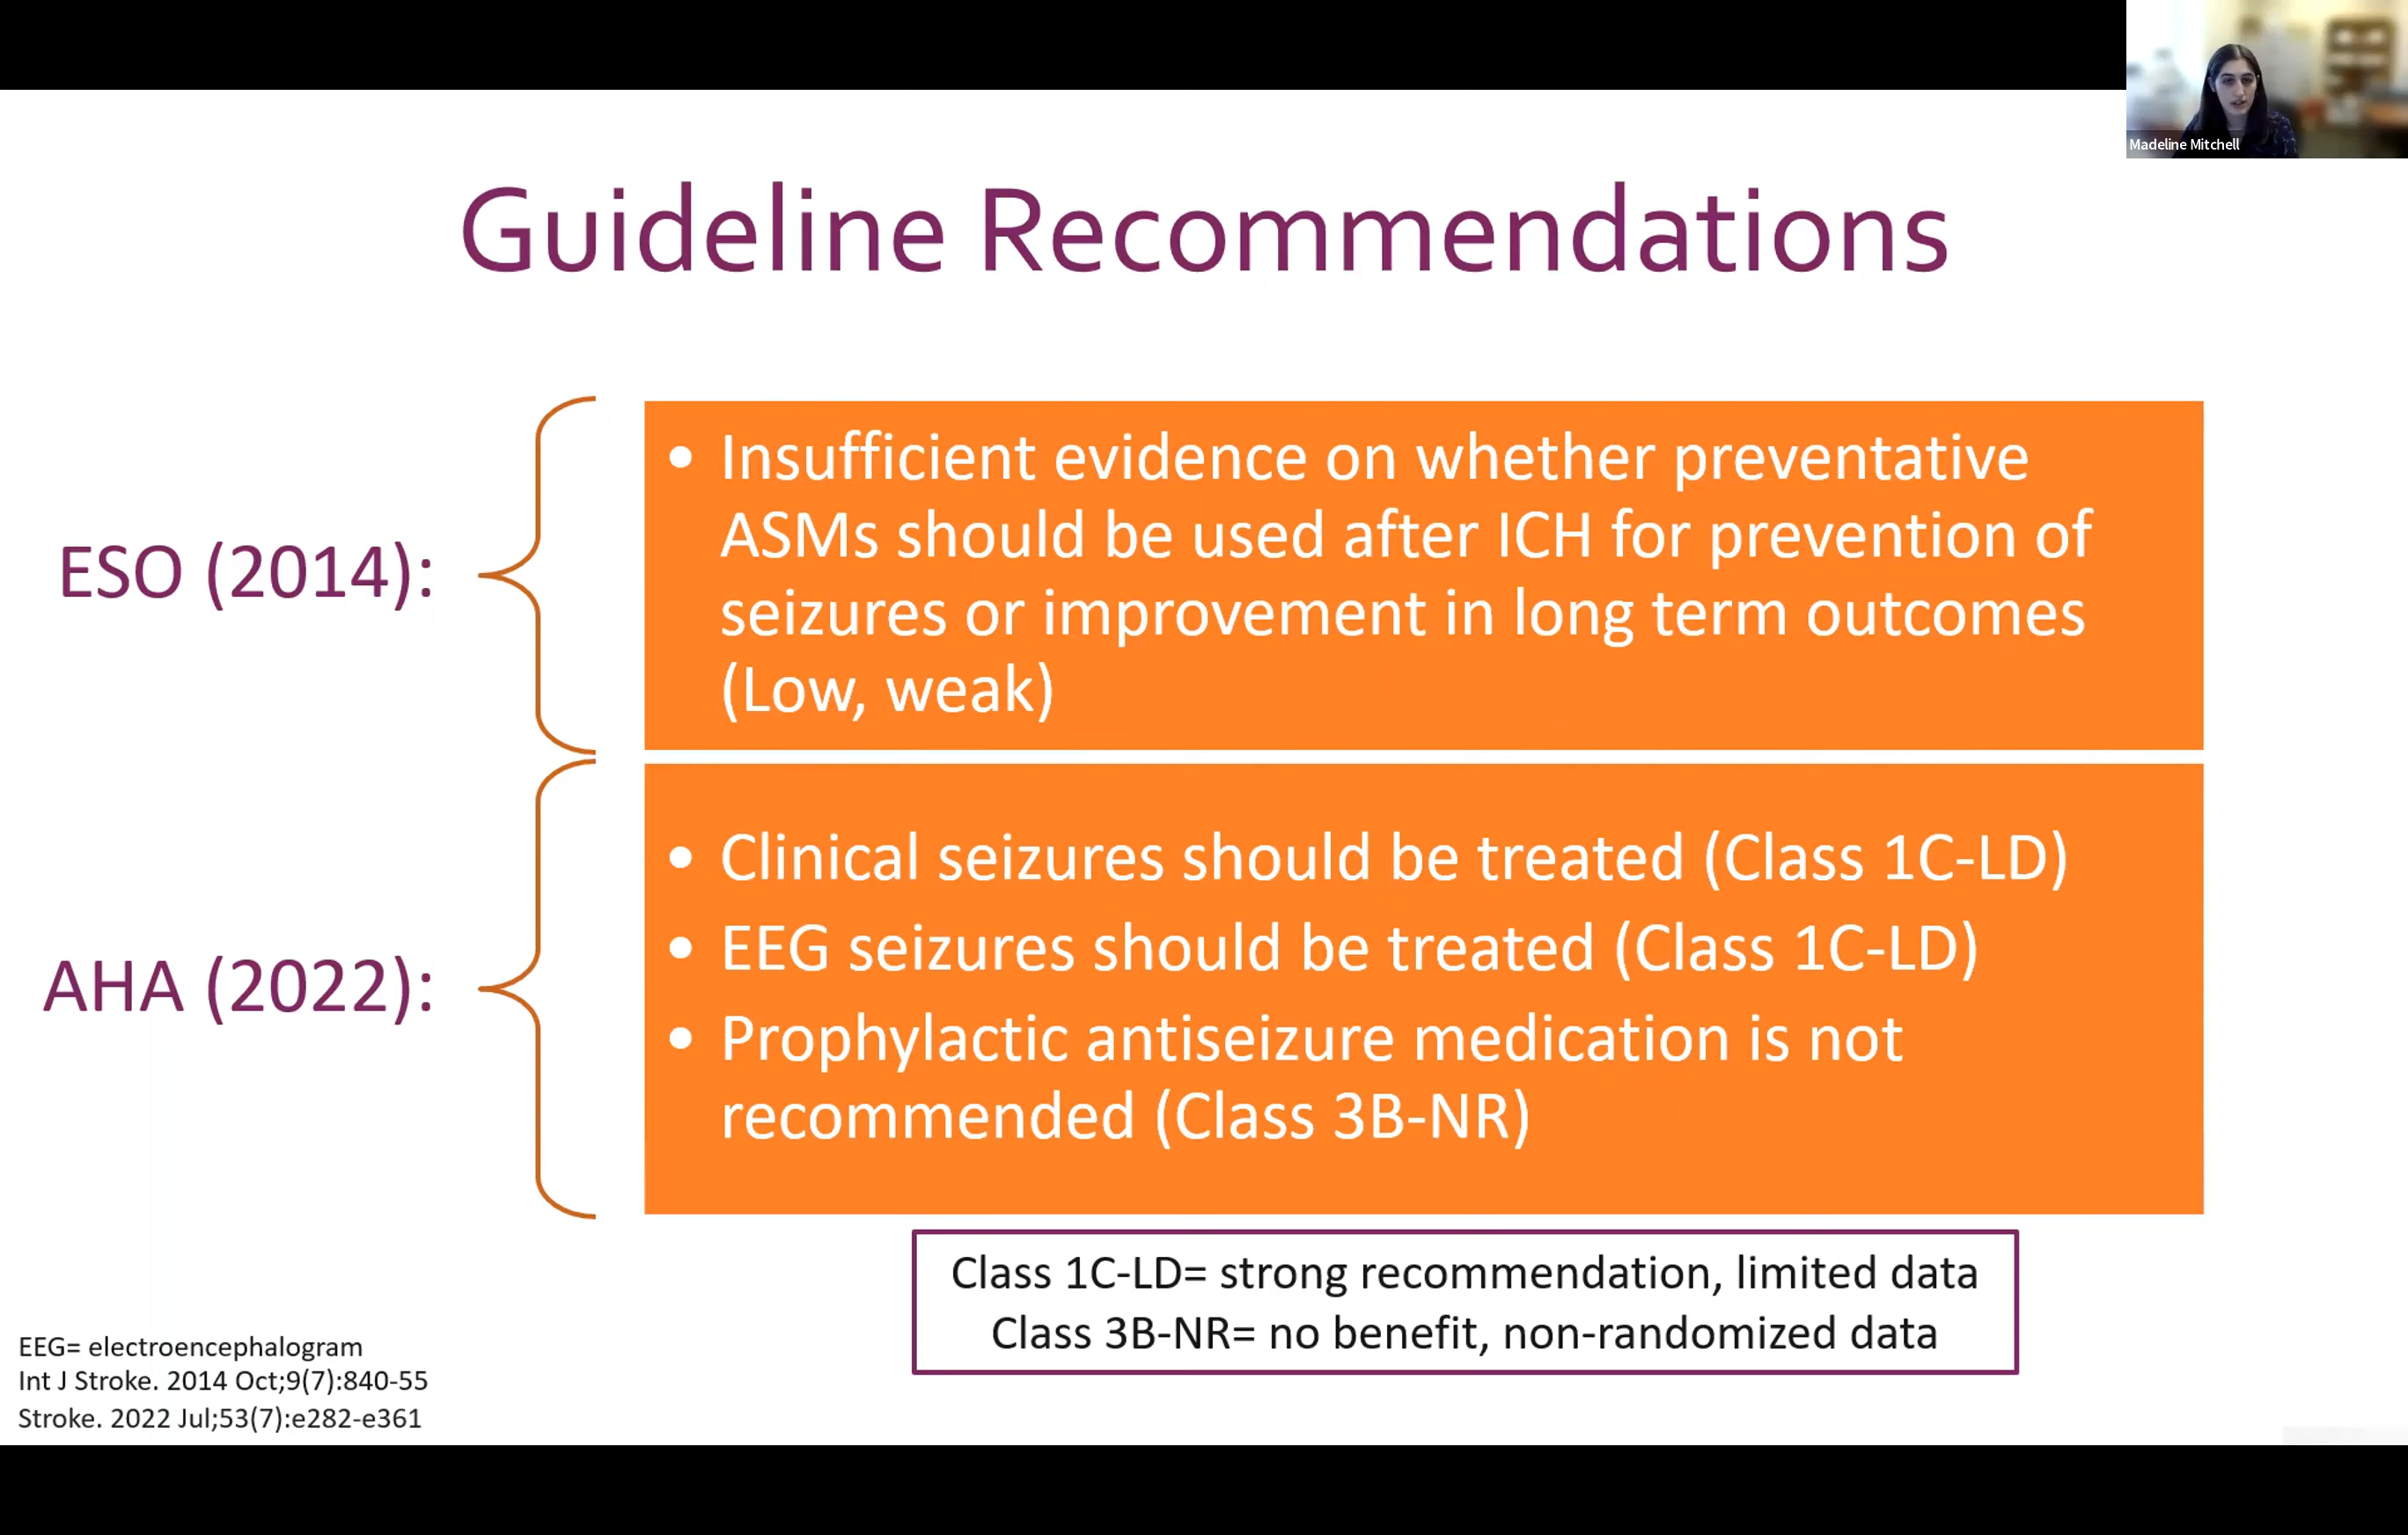 Madeline Mitchell
Guideline Recommendations
ESO (2014):
• Insufficient evidence on whether preventative
ASMs should be used after ICH for prevention of
seizures or improvement in long term outcomes
(Low, weak)
AHA (2022):
• Clinical seizures should be treated (Class 1C-LD)
• EEG seizures should be treated (Class 1C-LD)
• Prophylactic antiseizure medication is not
recommended (Class 3B-NR)
Class 1C-LD= strong recommendation, limited data
Class 3B-NR= no benefit, non-randomized data
EEG= electroencephalogram
Int J Stroke. 2014 Oct;9(7):840-55
Stroke. 2022 Jul;53(7):e282-e361